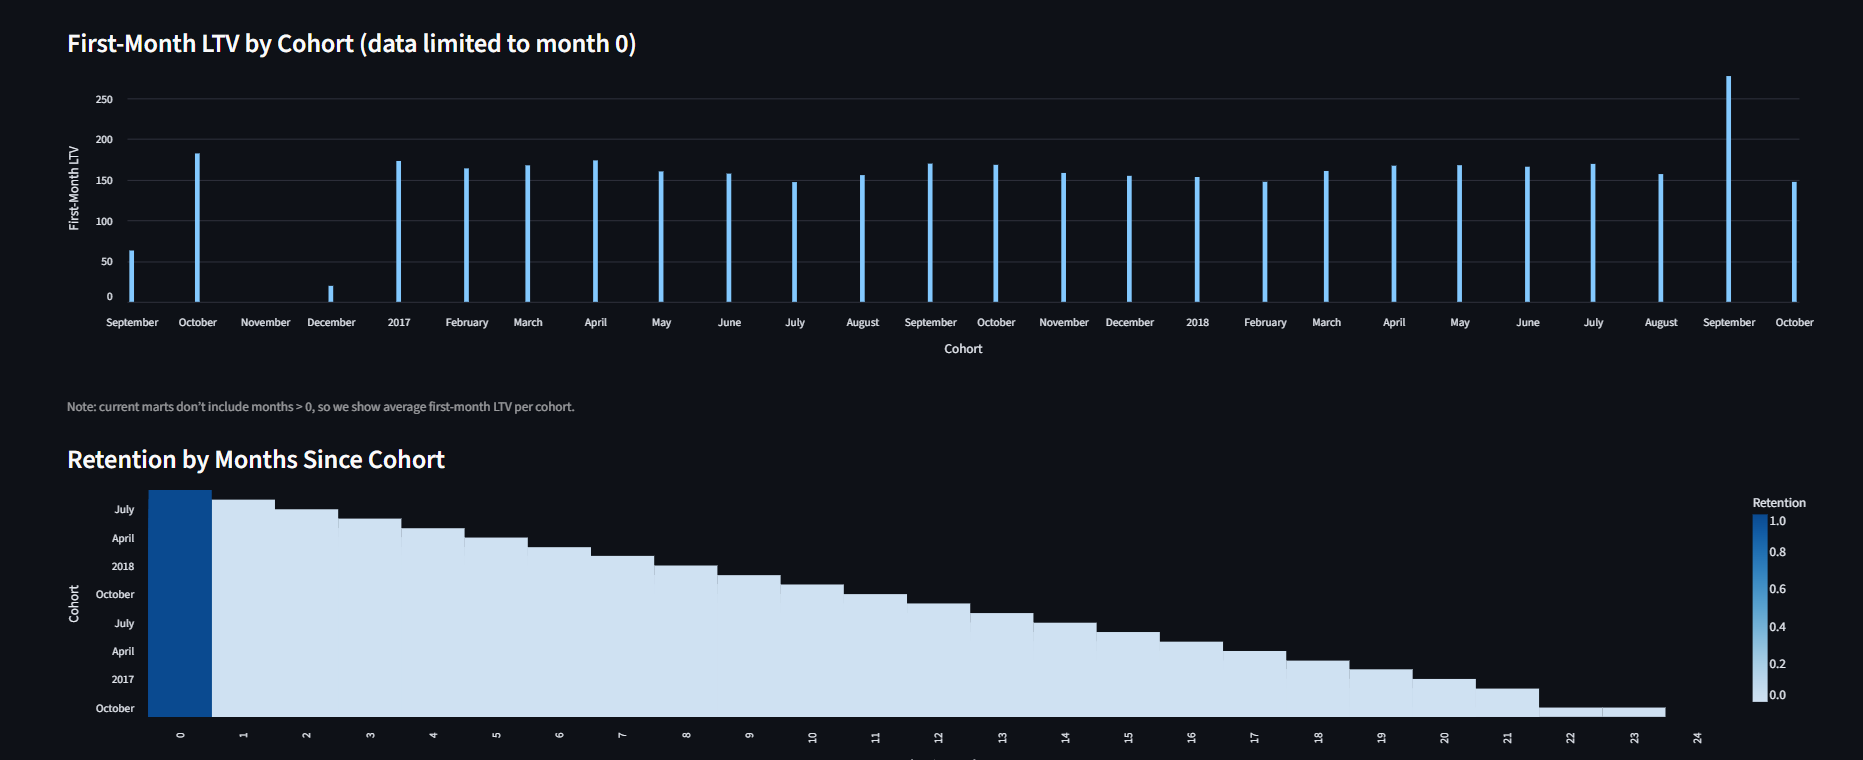 First-Month LTV by Cohort (data limited to month 0)
250
200
150
100
50
0
First-Month LTV
September October November December 2017 February March April May June July August September October November December 2018 February March April May June July August September October
Cohort
Note: current marts don't include months > 0, so we show average first-month LTV per cohort.
Retention by Months Since Cohort
July
April
2018
October
July
April
2017
October
Cohort
0 1 2 3 4 5 6 7 8 9 10 11 12 13 14 15 16 17 18 19 20 21 22 23 24
Retention
1.0
0.8
0.6
0.4
0.2
0.0